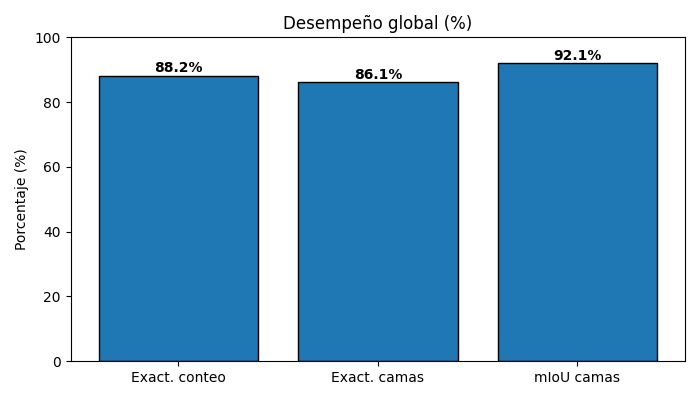 Desempeño global (%)
Porcentaje (%)
100
80
60
40
20
0
88.2%
86.1%
92.1%
Exact. conteo
Exact. camas
mIoU camas